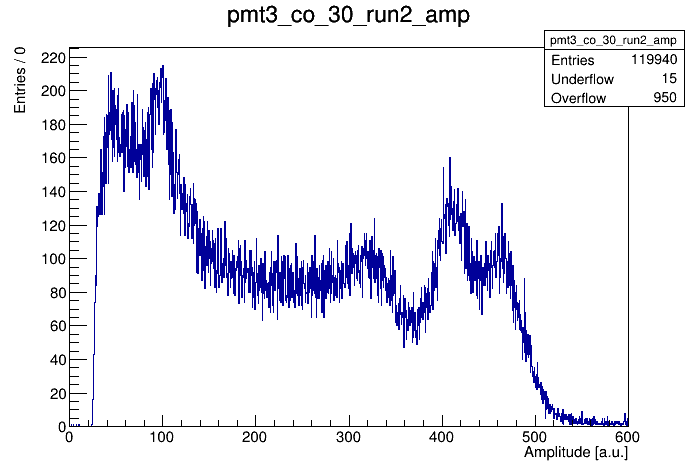 pmt3_co_30_run2_amp
pmt3_co_30_run2_amp
Entries 119940
Underflow 15
Overflow 950
Entries / 0
220
200
180
160
140
120
100
80
60
40
20
0
0 100 200 300 400 500 600
Amplitude [a.u.]